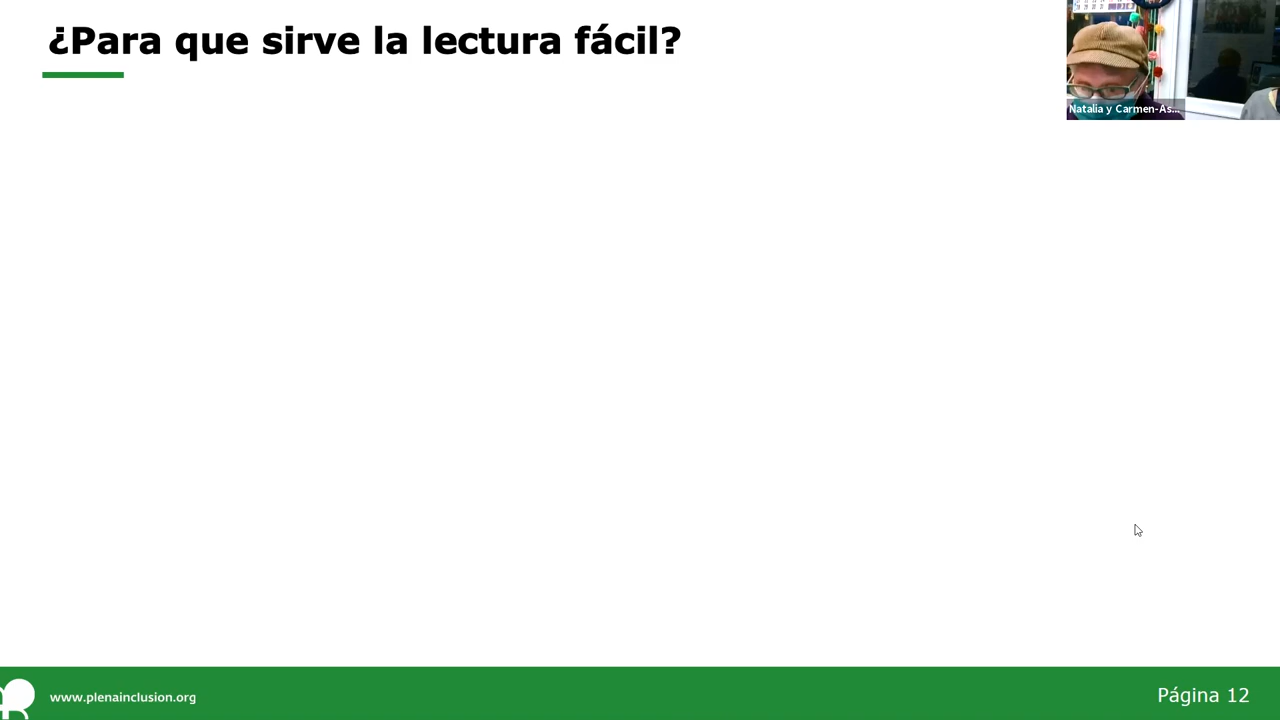 ¿Para que sirve la lectura fácil?
Natalia y Carmen-As...
www.plenainclusion.org
Página 12